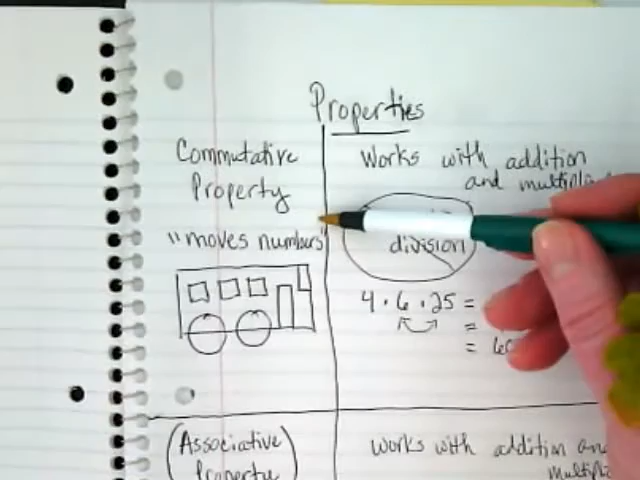 Properties
Commutative
Property
"moves numbers"
Works with addition
and
division
4 · 6 · 25 =
=
=
(Associative
Property
Works with addition and